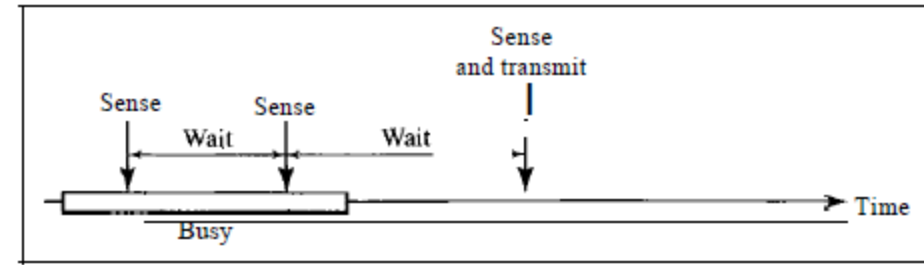 Sense
and transmit
Sense
Sense
Wait
Wait
Time
Busy